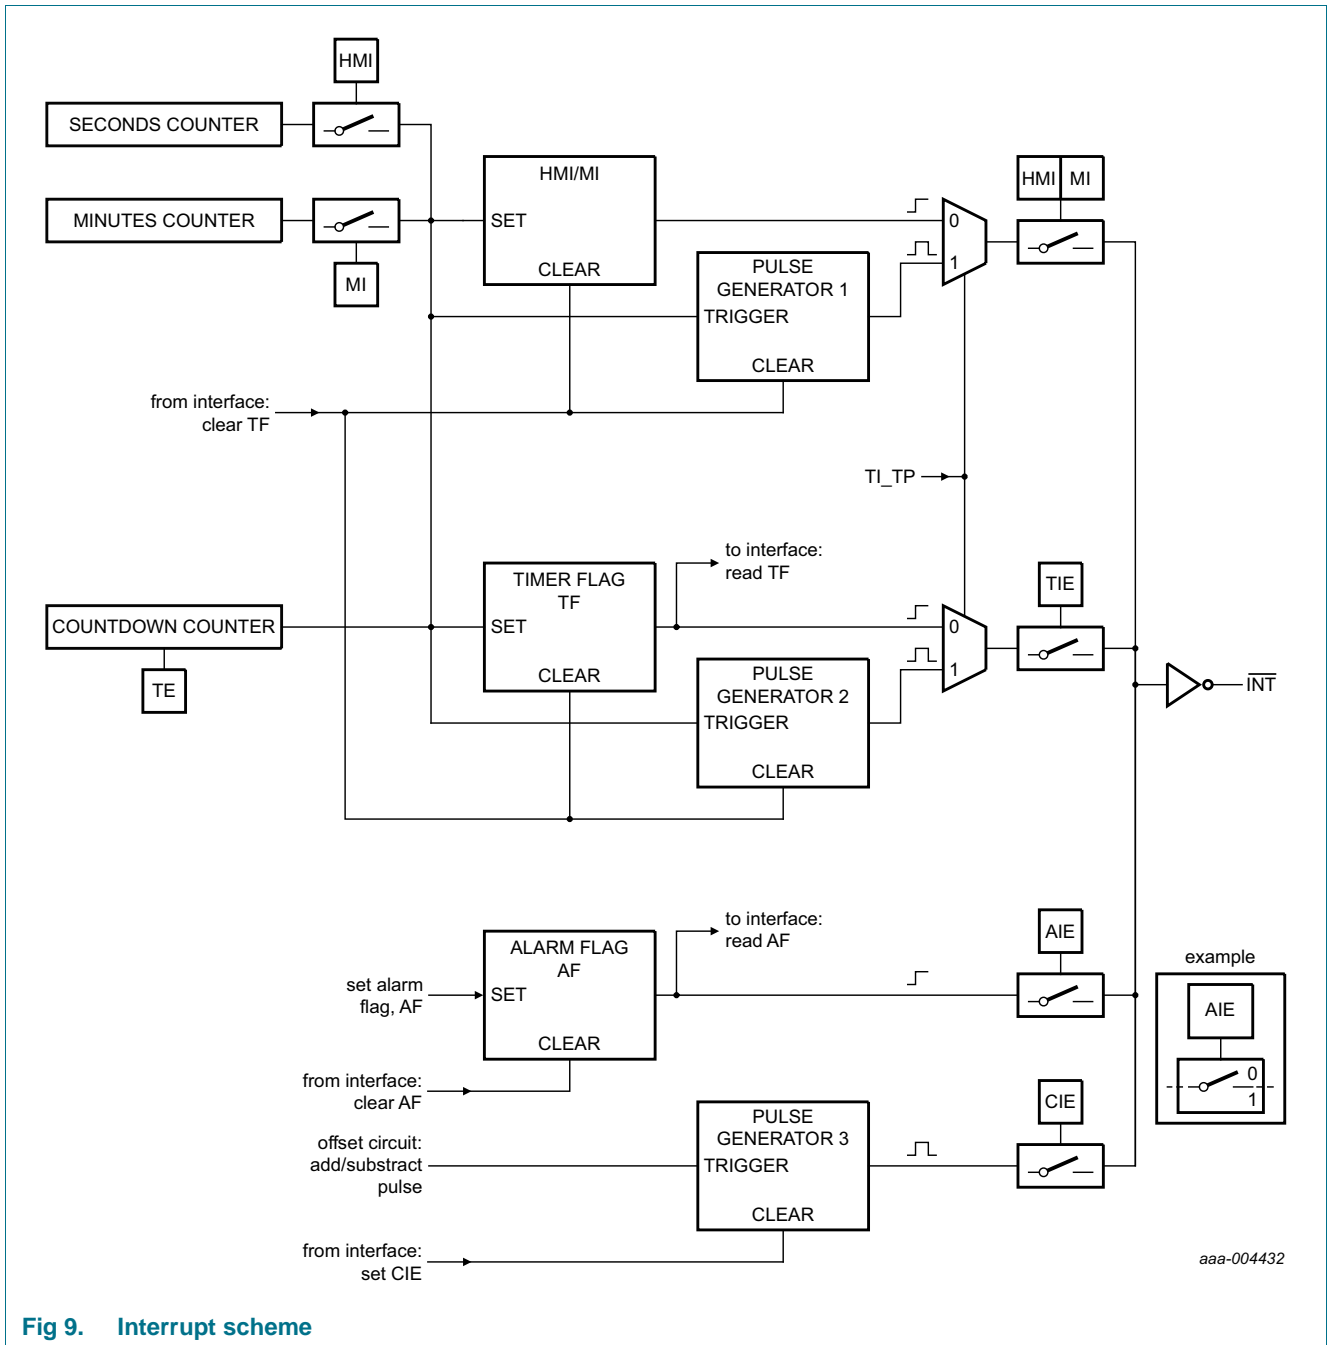 HMI
SECONDS COUNTER
MINUTES COUNTER
MI
HMI/MI
SET
CLEAR
PULSE
GENERATOR 1
TRIGGER
CLEAR
0
1
HMI MI
from interface:
clear TF
TI_TP
to interface:
read TF
TIMER FLAG
TF
SET
CLEAR
COUNTDOWN COUNTER
TE
PULSE
GENERATOR 2
TRIGGER
CLEAR
0
1
TIE
INT
to interface:
read AF
ALARM FLAG
AF
SET
CLEAR
set alarm
flag, AF
from interface:
clear AF
AIE
example
AIE
0
1
offset circuit:
add/substract
pulse
PULSE
GENERATOR 3
TRIGGER
CLEAR
CIE
from interface:
set CIE
aaa-004432
Fig 9. Interrupt scheme